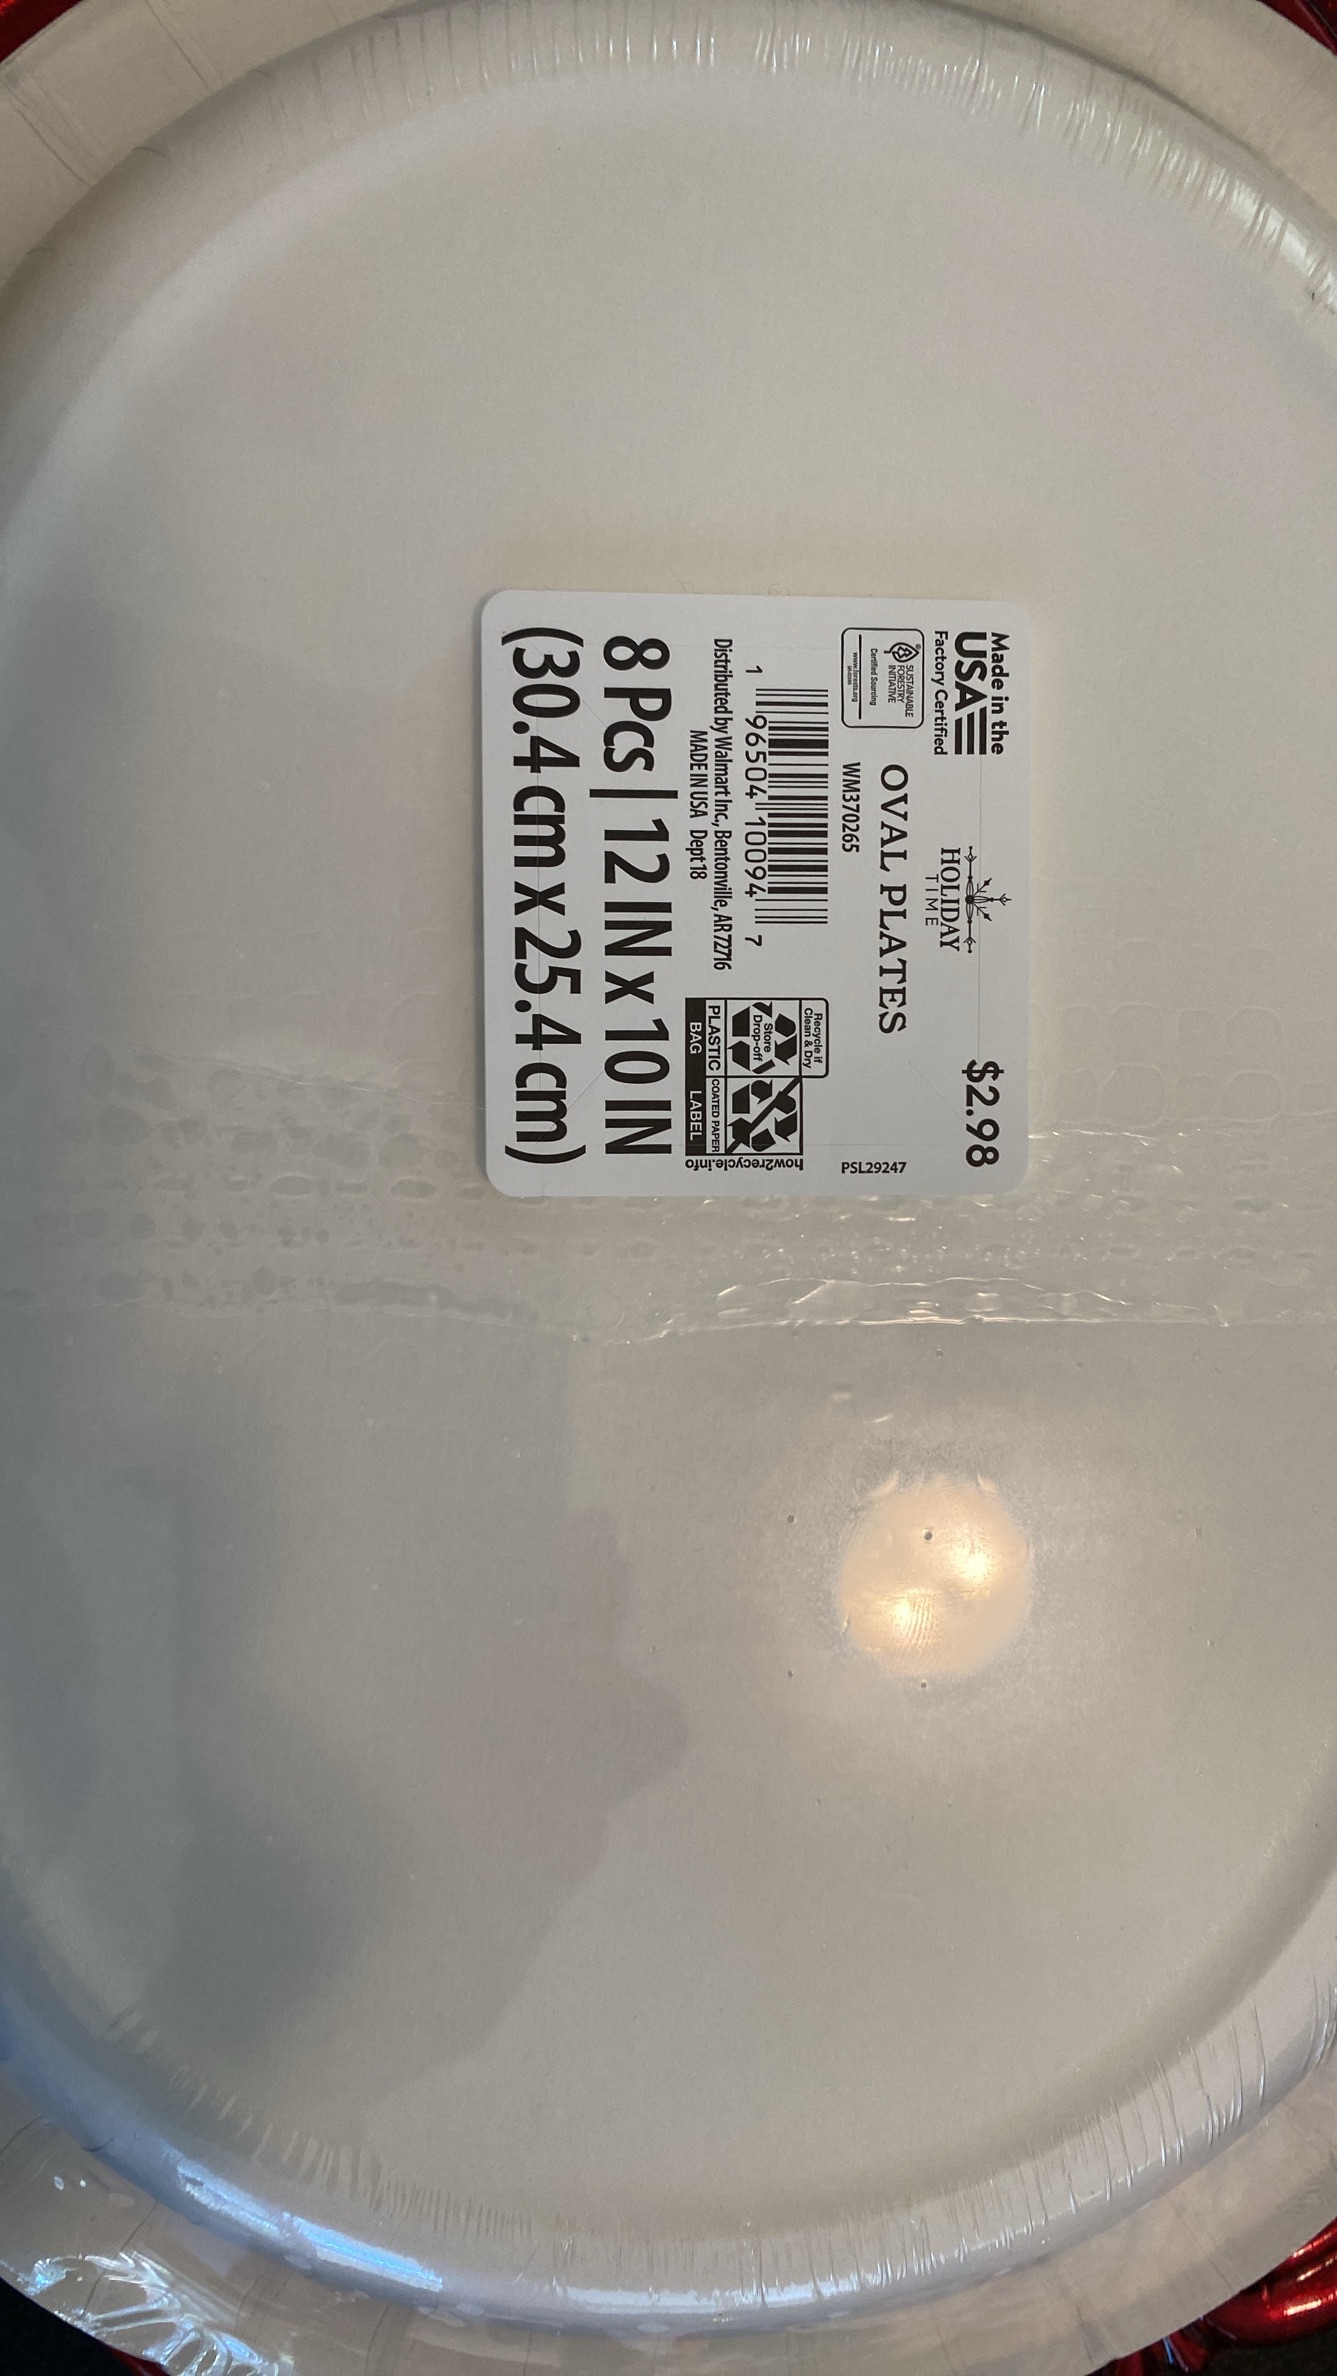 Made in the
USA
Factory Certified
HOLIDAY
TIME
$2.98
SUSTAINABLE
FORESTRY
INITIATIVE
Certified Sourcing
OVAL PLATES
WM370265
PSL29247
1 96504 10094 7
Distributed by Walmart Inc., Bentonville, AR 72716
MADE IN USA Dept 18
Recycle if
Clean & Dry
Store
Drop-off
PLASTIC
BAG
COATED PAPER
LABEL
how2recycle.info
8 Pcs | 12 IN x 10 IN
(30.4 cm x 25.4 cm)